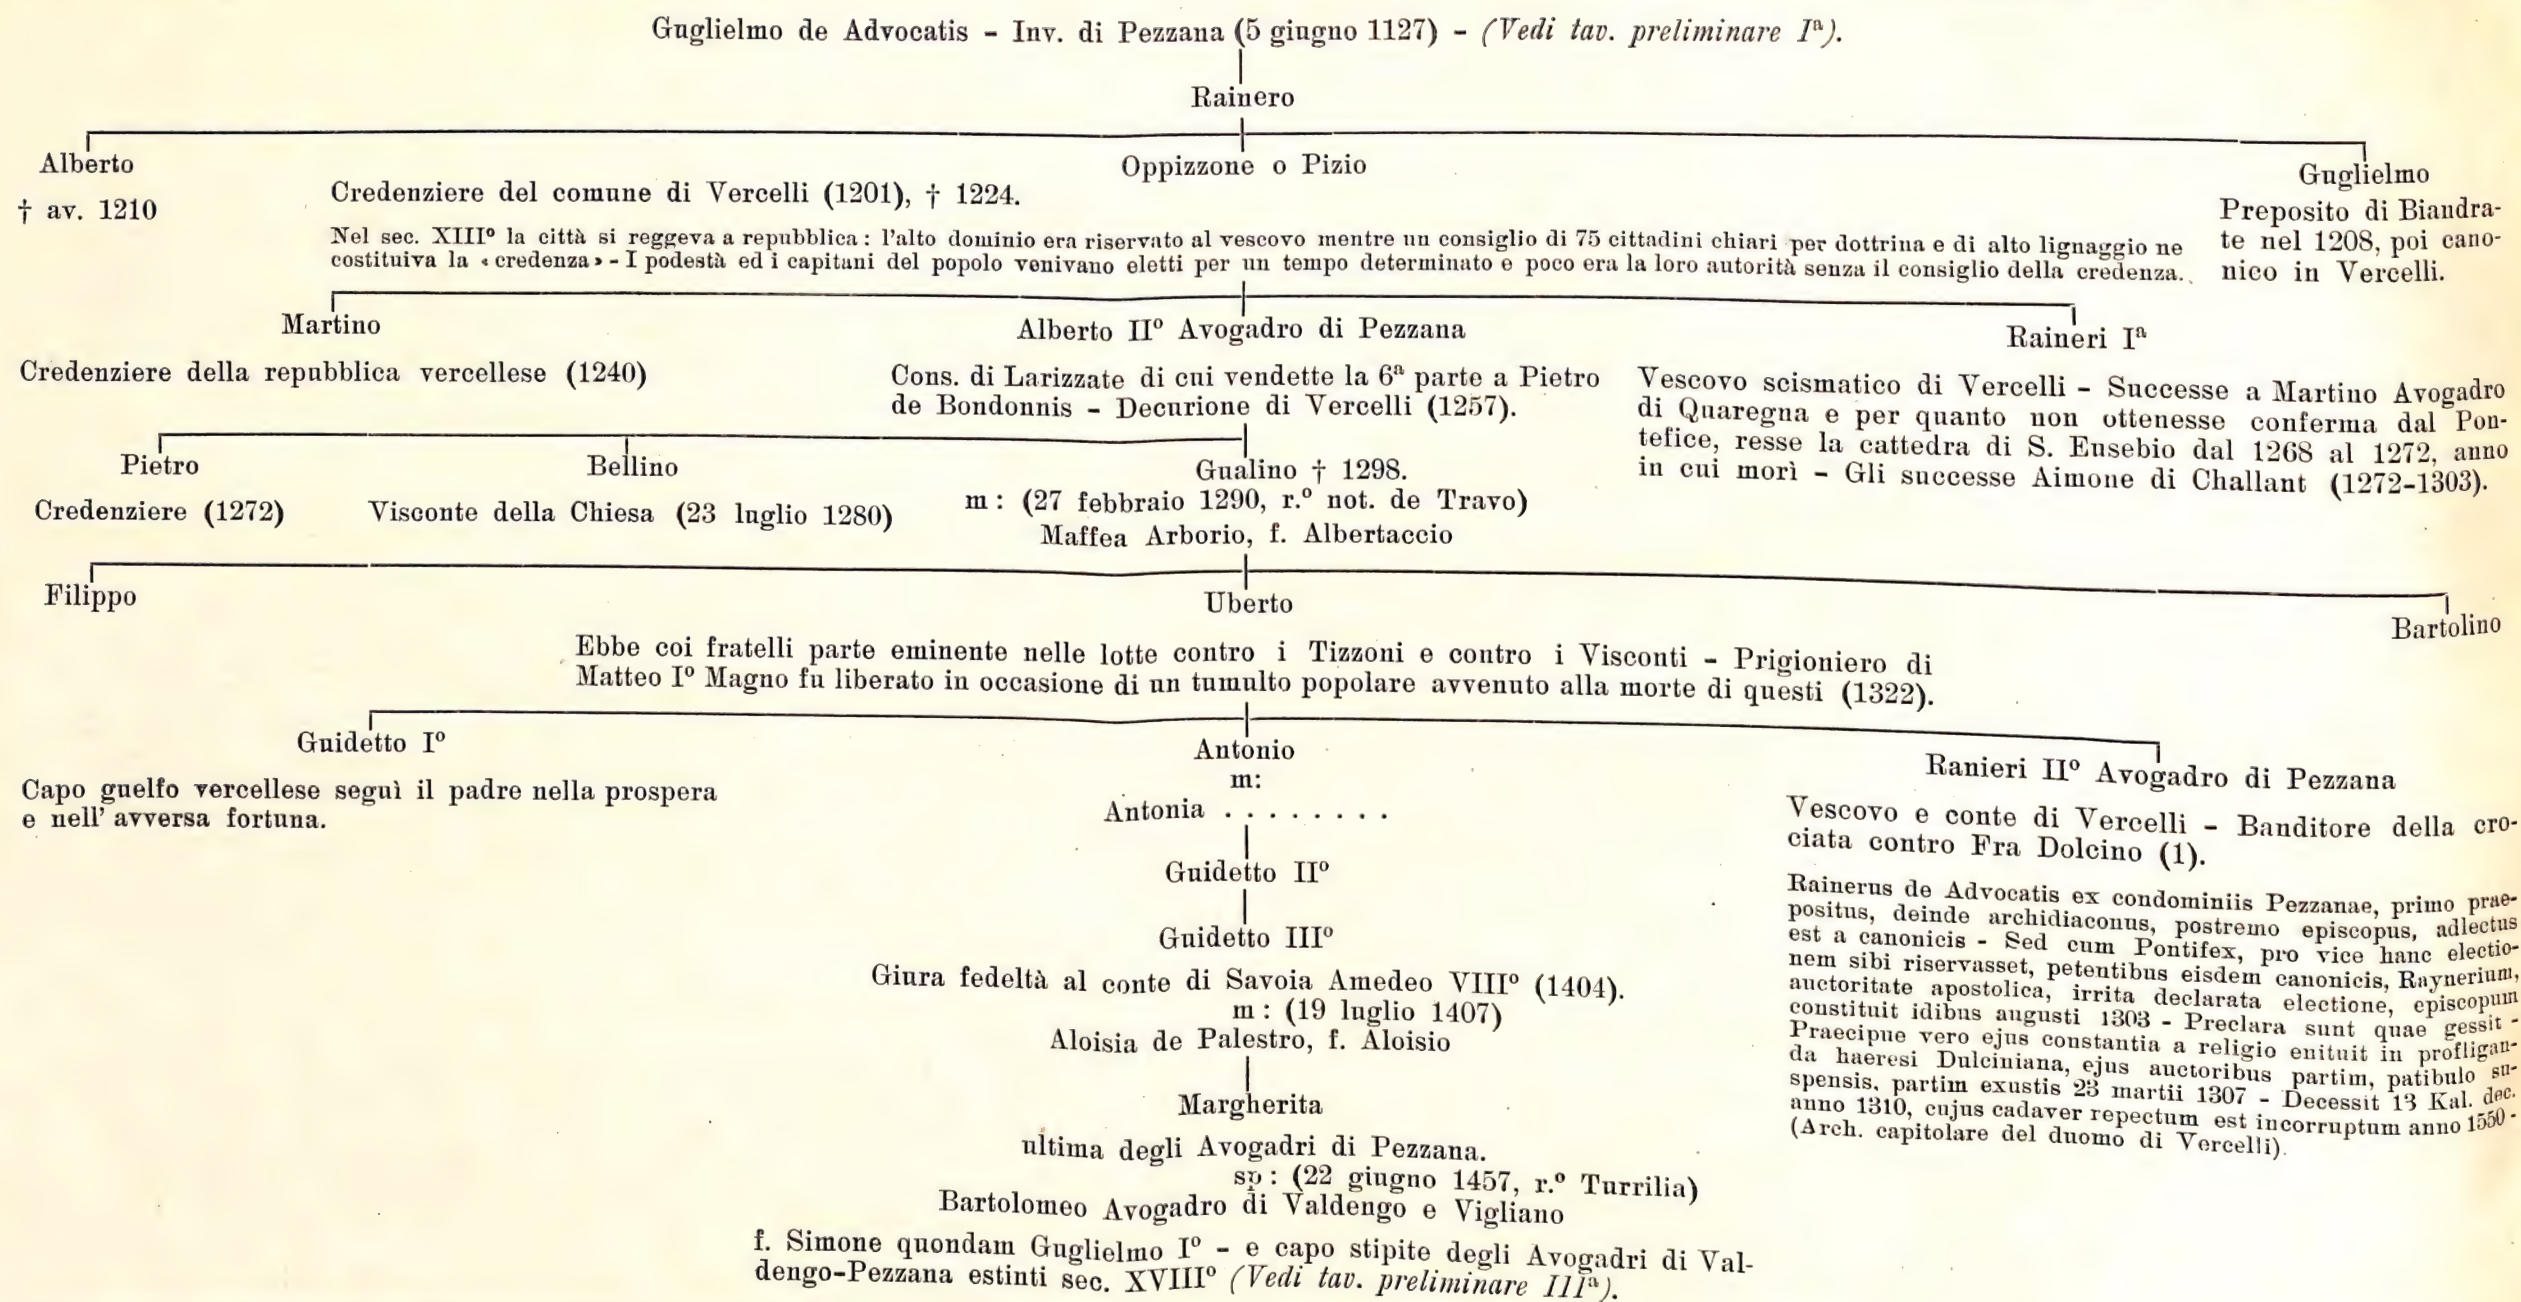 Guglielmo de Advocatis - Inv. di Pezzana (5 giugno 1127) - (Vedi tav. preliminare Iª).
Rainero
Alberto
† av. 1210
Oppizzone o Pizio
Credenziere del comune di Vercelli (1201), † 1224.
Nel sec. XIIIº la città si reggeva a repubblica : l'alto dominio era riservato al vescovo mentre un consiglio di 75 cittadini chiari per dottrina e di alto lignaggio ne
costituiva la « credenza » - I podestà ed i capitani del popolo venivano eletti per un tempo determinato e poco era la loro autorità senza il consiglio della credenza.
Guglielmo
Preposito di Biandra-
te nel 1208, poi cano-
nico in Vercelli.
Martino
Credenziere della repubblica vercellese (1240)
Alberto IIº Avogadro di Pezzana
Cons. di Larizzate di cui vendette la 6ª parte a Pietro
de Bondonnis - Decurione di Vercelli (1257).
Raineri Iª
Vescovo scismatico di Vercelli - Successe a Martino Avogadro
di Quaregna e per quanto non ottenesse conferma dal Pon-
tefice, resse la cattedra di S. Eusebio dal 1268 al 1272, anno
in cui morì - Gli successe Aimone di Challant (1272-1303).
Pietro
Credenziere (1272)
Bellino
Visconte della Chiesa (23 luglio 1280)
Gualino † 1298.
m : (27 febbraio 1290, r.º not. de Travo)
Maffea Arborio, f. Albertaccio
Filippo
Uberto
Ebbe coi fratelli parte eminente nelle lotte contro i Tizzoni e contro i Visconti - Prigioniero di
Matteo Iº Magno fu liberato in occasione di un tumulto popolare avvenuto alla morte di questi (1322).
Bartolino
Guidetto Iº
Capo guelfo vercellese seguì il padre nella prospera
e nell' avversa fortuna.
Antonio
m:
Antonia . . . . . . . .
Guidetto IIº
Guidetto IIIº
Giura fedeltà al conte di Savoia Amedeo VIIIº (1404).
m : (19 luglio 1407)
Aloisia de Palestro, f. Aloisio
Margherita
ultima degli Avogadri di Pezzana.
sp : (22 giugno 1457, r.º Turrilia)
Bartolomeo Avogadro di Valdengo e Vigliano
f. Simone quondam Guglielmo Iº - e capo stipite degli Avogadri di Val-
dengo-Pezzana estinti sec. XVIIIº (Vedi tav. preliminare IIIª).
Ranieri IIº Avogadro di Pezzana
Vescovo e conte di Vercelli - Banditore della cro-
ciata contro Fra Dolcino (1).
Rainerus de Advocatis ex condominiis Pezzanae, primo prae-
positus, deinde archidiaconus, postremo episcopus, adlectus
est a canonicis - Sed cum Pontifex, pro vice hanc electio-
nem sibi riservasset, petentibus eisdem canonicis, Raynerium,
auctoritate apostolica, irrita declarata electione, episcopum
constituit idibus augusti 1303 - Preclara sunt quae gessit -
Praecipue vero ejus constantia a religio enituit in profligan-
da haeresi Dulciniana, ejus auctoribus partim, patibulo su-
spensis, partim exustis 23 martii 1307 - Decessit 13 Kal. dec.
anno 1310, cujus cadaver repectum est incorruptum anno 1550 -
(Arch. capitolare del duomo di Vercelli).